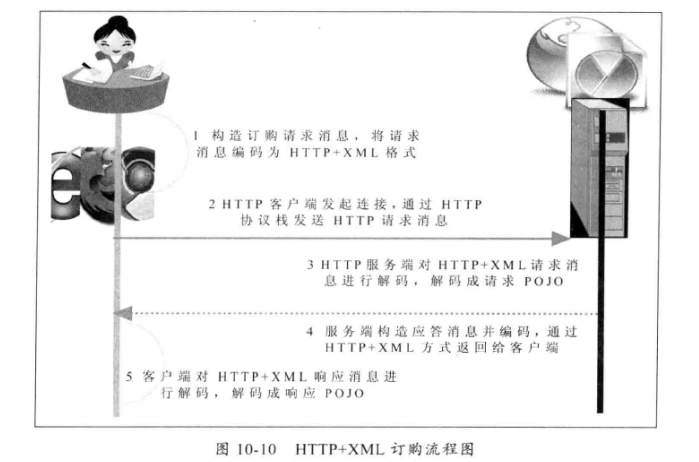 1 构造订购请求消息，将请求
消息编码为 HTTP+XML 格式
2 HTTP 客户端发起连接，通过 HTTP
协议栈发送 HTTP 请求消息
3 HTTP 服务端对 HTTP+XML 请求消
息进行解码，解码成请求 POJO
4 服务端构造应答消息并编码，通过
HTTP+XML 方式返回给客户端
5 客户端对 HTTP+XML 响应消息进
行解码，解码成响应 POJO
图 10-10 HTTP+XML 订购流程图